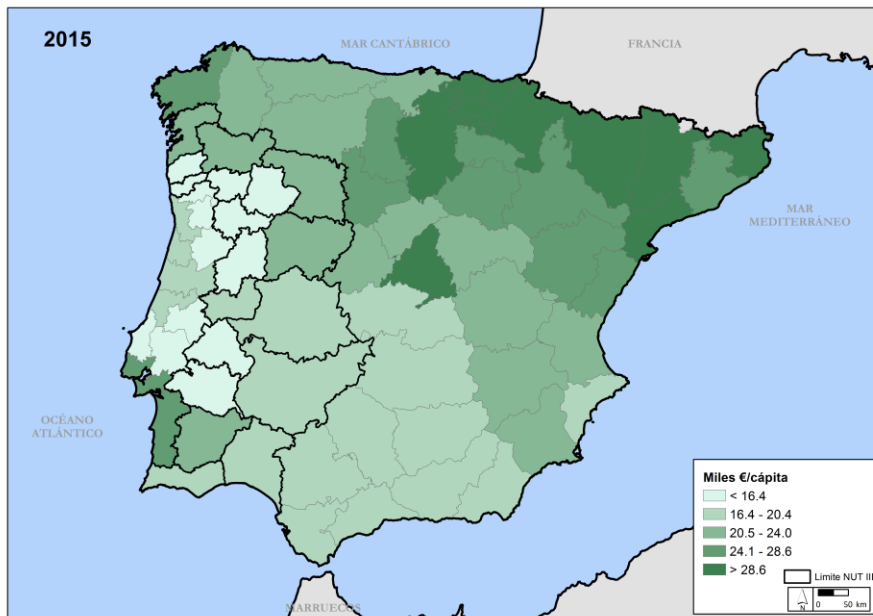 2015
MAR CANTÁBRICO
FRANCIA
MAR
MEDITERRÁNEO
OCÉANO
ATLÁNTICO
MARRUECOS
Miles €/cápita
< 16.4
16.4 - 20.4
20.5 - 24.0
24.1 - 28.6
> 28.6
Limite NUT III
N
0 50 km